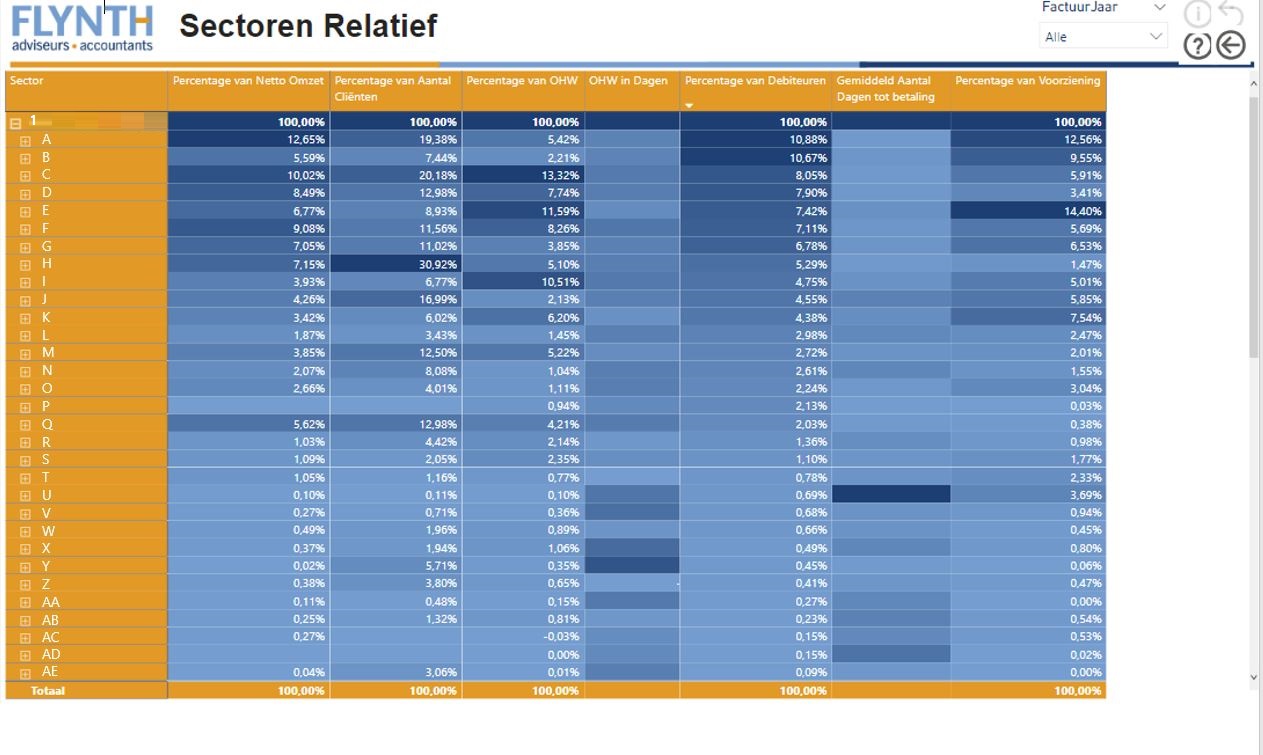 FLYNTH
adviseurs • accountants
Sectoren Relatief
FactuurJaar
Alle
Sector Percentage van Netto Omzet Percentage van Aantal Cliënten Percentage van OHW OHW in Dagen Percentage van Debiteuren Gemiddeld Aantal Dagen tot betaling Percentage van Voorziening
1 100,00% 100,00% 100,00% 100,00% 100,00%
A 12,65% 19,38% 5,42% 10,88% 12,56%
B 5,59% 7,44% 2,21% 10,67% 9,55%
C 10,02% 20,18% 13,32% 8,05% 5,91%
D 8,49% 12,98% 7,74% 7,90% 3,41%
E 6,77% 8,93% 11,59% 7,42% 14,40%
F 9,08% 11,56% 8,26% 7,11% 5,69%
G 7,05% 11,02% 3,85% 6,78% 6,53%
H 7,15% 30,92% 5,10% 5,29% 1,47%
I 3,93% 6,77% 10,51% 4,75% 5,01%
J 4,26% 16,99% 2,13% 4,55% 5,85%
K 3,42% 6,02% 6,20% 4,38% 7,54%
L 1,87% 3,43% 1,45% 2,98% 2,47%
M 3,85% 12,50% 5,22% 2,72% 2,01%
N 2,07% 8,08% 1,04% 2,61% 1,55%
O 2,66% 4,01% 1,11% 2,24% 3,04%
P 0,94% 2,13% 0,03%
Q 5,62% 12,98% 4,21% 2,03% 0,38%
R 1,03% 4,42% 2,14% 1,36% 0,98%
S 1,09% 2,05% 2,35% 1,10% 1,77%
T 1,05% 1,16% 0,77% 0,78% 2,33%
U 0,10% 0,11% 0,10% 0,69% 3,69%
V 0,27% 0,71% 0,36% 0,68% 0,94%
W 0,49% 1,96% 0,89% 0,66% 0,45%
X 0,37% 1,94% 1,06% 0,49% 0,80%
Y 0,02% 5,71% 0,35% 0,45% 0,06%
Z 0,38% 3,80% 0,65% 0,41% 0,47%
AA 0,11% 0,48% 0,15% 0,27% 0,00%
AB 0,25% 1,32% 0,81% 0,23% 0,54%
AC 0,27% -0,03% 0,15% 0,53%
AD 0,00% 0,15% 0,02%
AE 0,04% 3,06% 0,01% 0,09% 0,00%
Totaal 100,00% 100,00% 100,00% 100,00% 100,00%